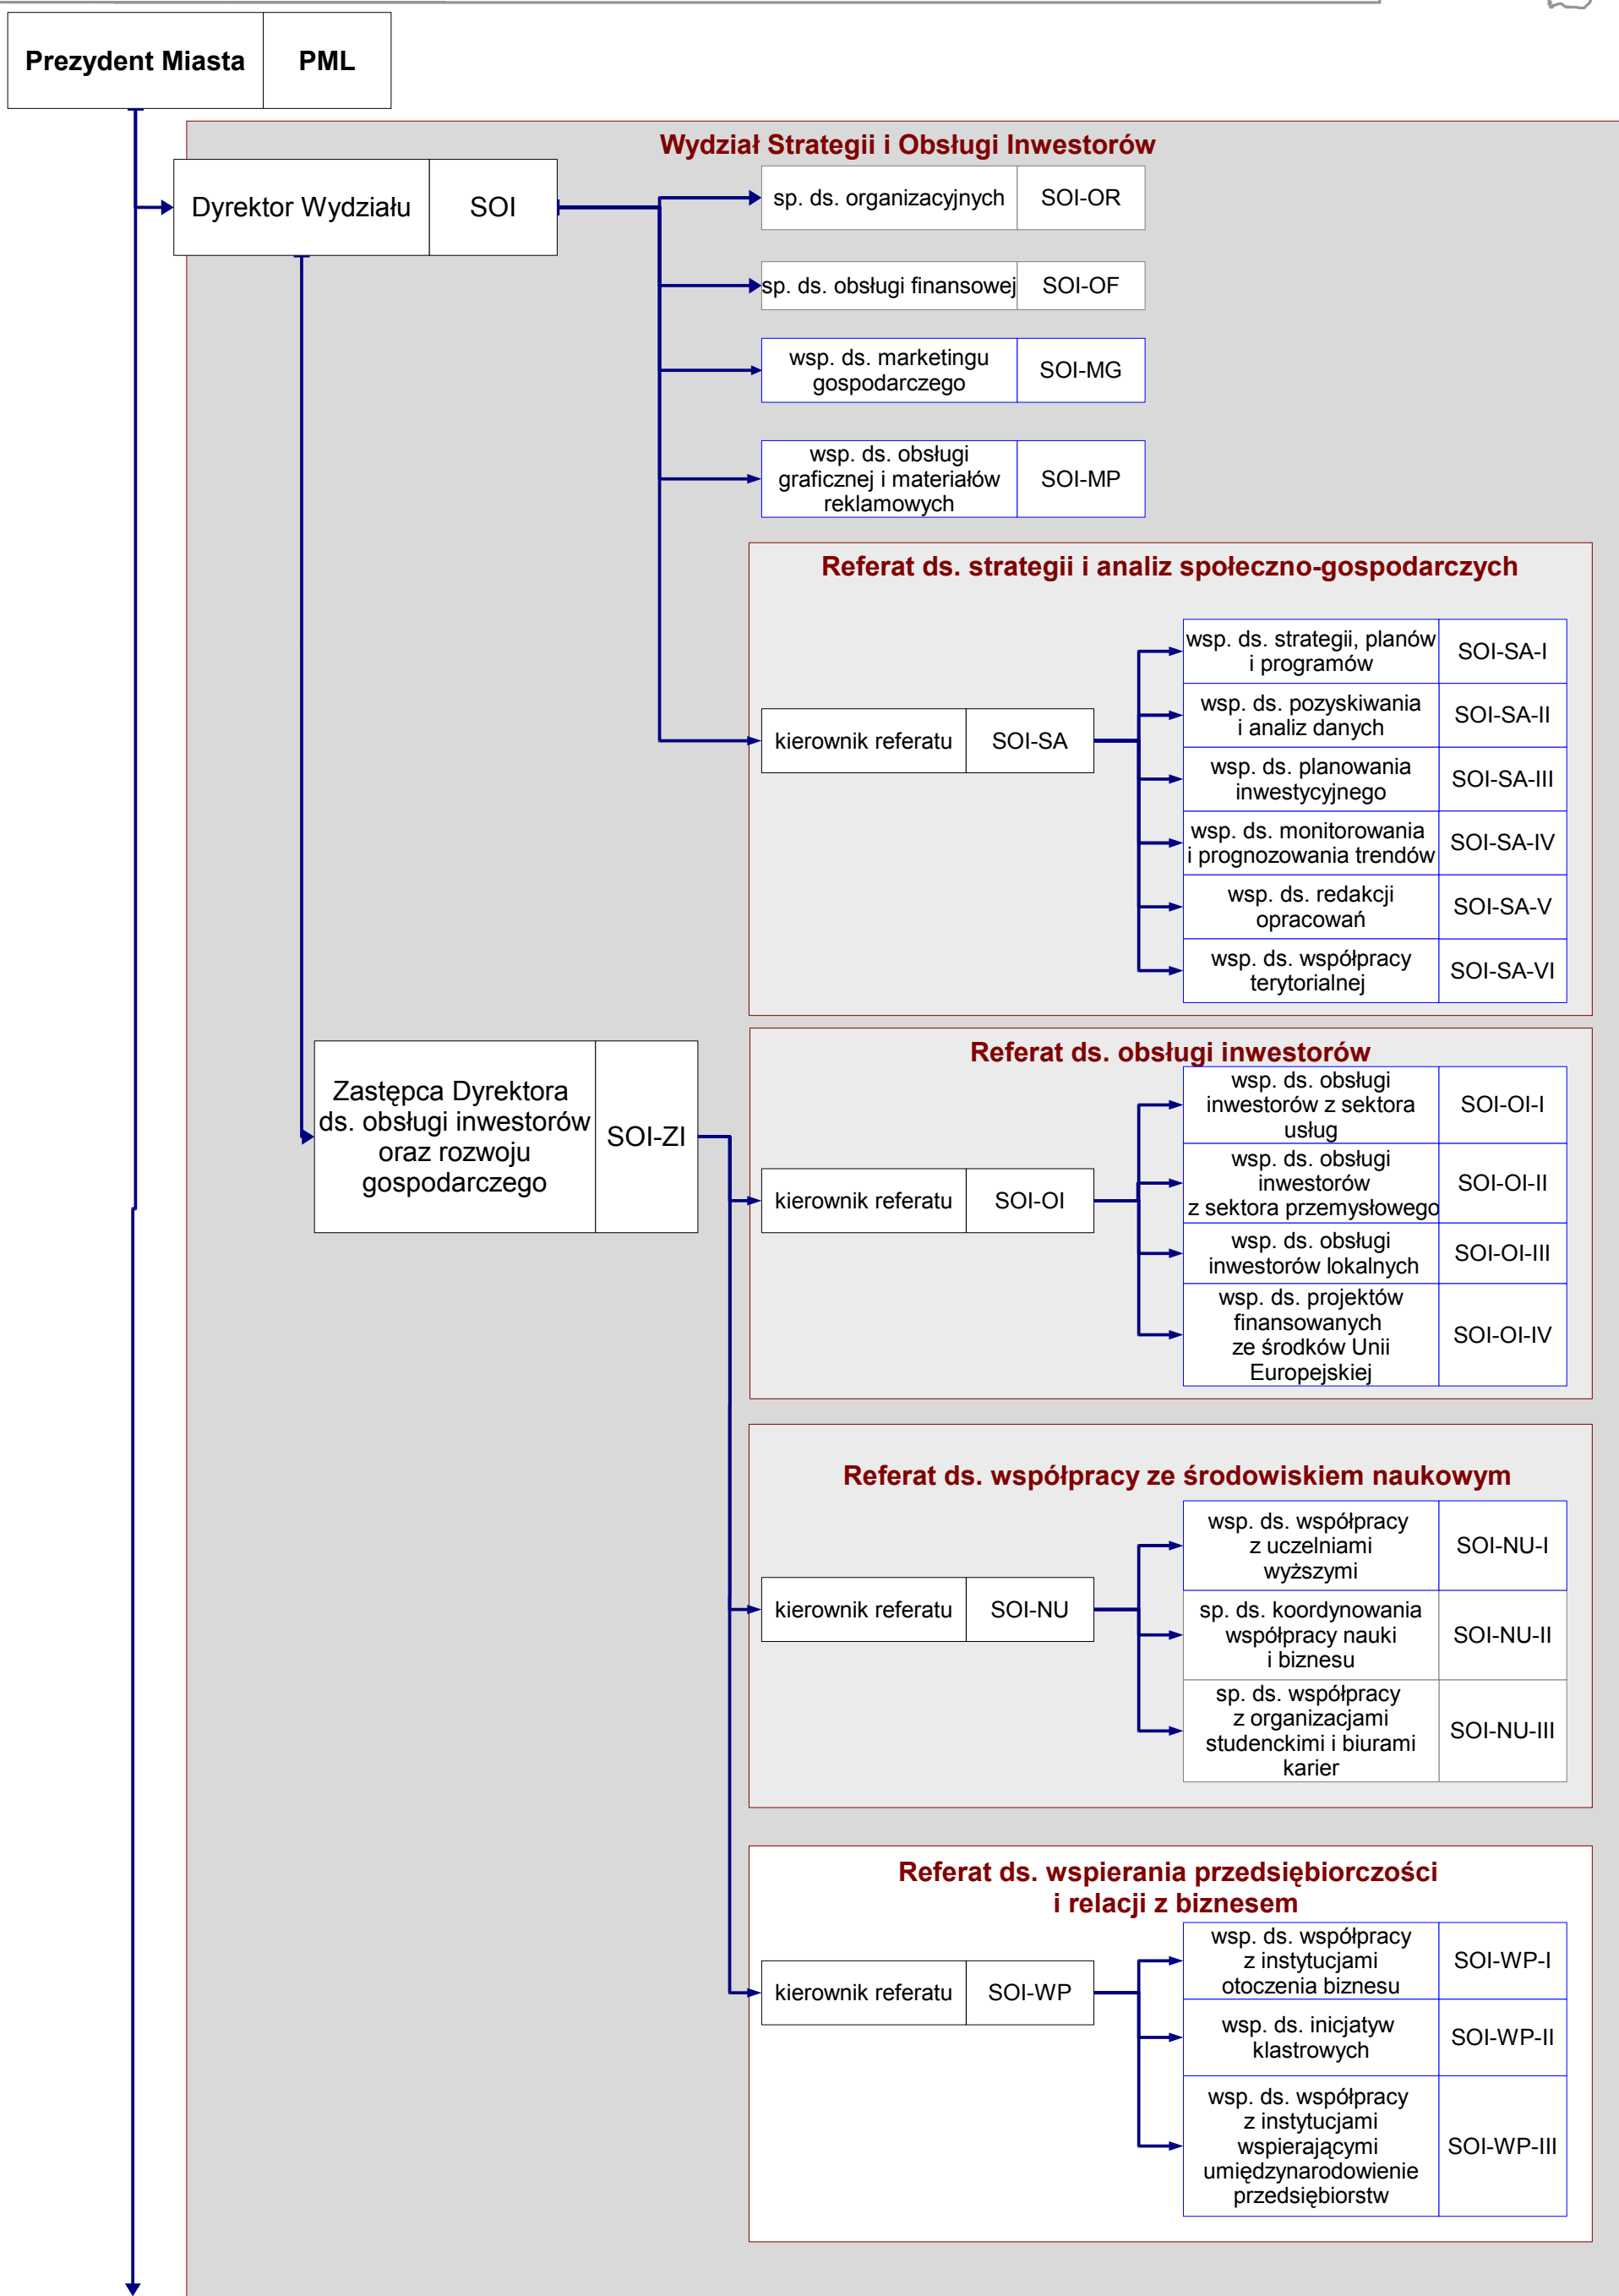 Prezydent Miasta PML
Wydział Strategii i Obsługi Inwestorów
Dyrektor Wydziału SOI
sp. ds. organizacyjnych SOI-OR
sp. ds. obsługi finansowej SOI-OF
wsp. ds. marketingu
gospodarczego
SOI-MG
wsp. ds. obsługi
graficznej i materiałów
reklamowych
SOI-MP
Referat ds. strategii i analiz społeczno-gospodarczych
kierownik referatu SOI-SA
wsp. ds. strategii, planów
i programów
SOI-SA-I
wsp. ds. pozyskiwania
i analiz danych
SOI-SA-II
wsp. ds. planowania
inwestycyjnego
SOI-SA-III
wsp. ds. monitorowania
i prognozowania trendów
SOI-SA-IV
wsp. ds. redakcji
opracowań
SOI-SA-V
wsp. ds. współpracy
terytorialnej
SOI-SA-VI
Zastępca Dyrektora
ds. obsługi inwestorów
oraz rozwoju
gospodarczego
SOI-ZI
Referat ds. obsługi inwestorów
kierownik referatu SOI-OI
wsp. ds. obsługi
inwestorów z sektora
usług
SOI-OI-I
wsp. ds. obsługi
inwestorów
z sektora przemysłowego
SOI-OI-II
wsp. ds. obsługi
inwestorów lokalnych
SOI-OI-III
wsp. ds. projektów
finansowanych
ze środków Unii
Europejskiej
SOI-OI-IV
Referat ds. współpracy ze środowiskiem naukowym
kierownik referatu SOI-NU
wsp. ds. współpracy
z uczelniami
wyższymi
SOI-NU-I
sp. ds. koordynowania
współpracy nauki
i biznesu
SOI-NU-II
sp. ds. współpracy
z organizacjami
studenckimi i biurami
karier
SOI-NU-III
Referat ds. wspierania przedsiębiorczości
i relacji z biznesem
kierownik referatu SOI-WP
wsp. ds. współpracy
z instytucjami
otoczenia biznesu
SOI-WP-I
wsp. ds. inicjatyw
klastrowych
SOI-WP-II
wsp. ds. współpracy
z instytucjami
wspierającymi
umiędzynarodowienie
przedsiębiorstw
SOI-WP-III